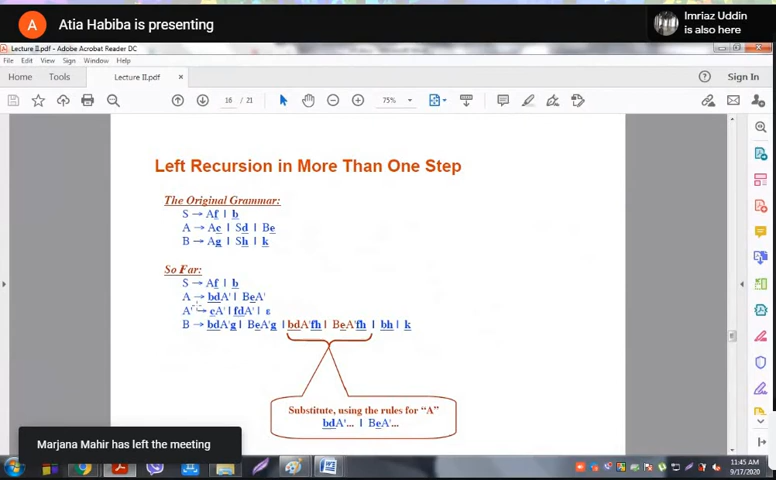 A Atia Habiba is presenting
Imriaz Uddin
is also here
Lecture II.pdf - Adobe Acrobat Reader DC
File Edit View Sign Window Help
Home Tools Lecture II.pdf × Sign In
16 / 21 75%
Left Recursion in More Than One Step
The Original Grammar:
S → Af | b
A → Ac | Sd | Be
B → Ag | Sh | k
So Far:
S → Af | b
A → bdA' | BeA'
A' → cA' | fdA' | ε
B → bdA'g | BeA'g | bdA'fh | BeA'fh | bh | k
Substitute, using the rules for “A”
bdA'... | BeA'...
Marjana Mahir has left the meeting
11:45 AM
9/17/2020